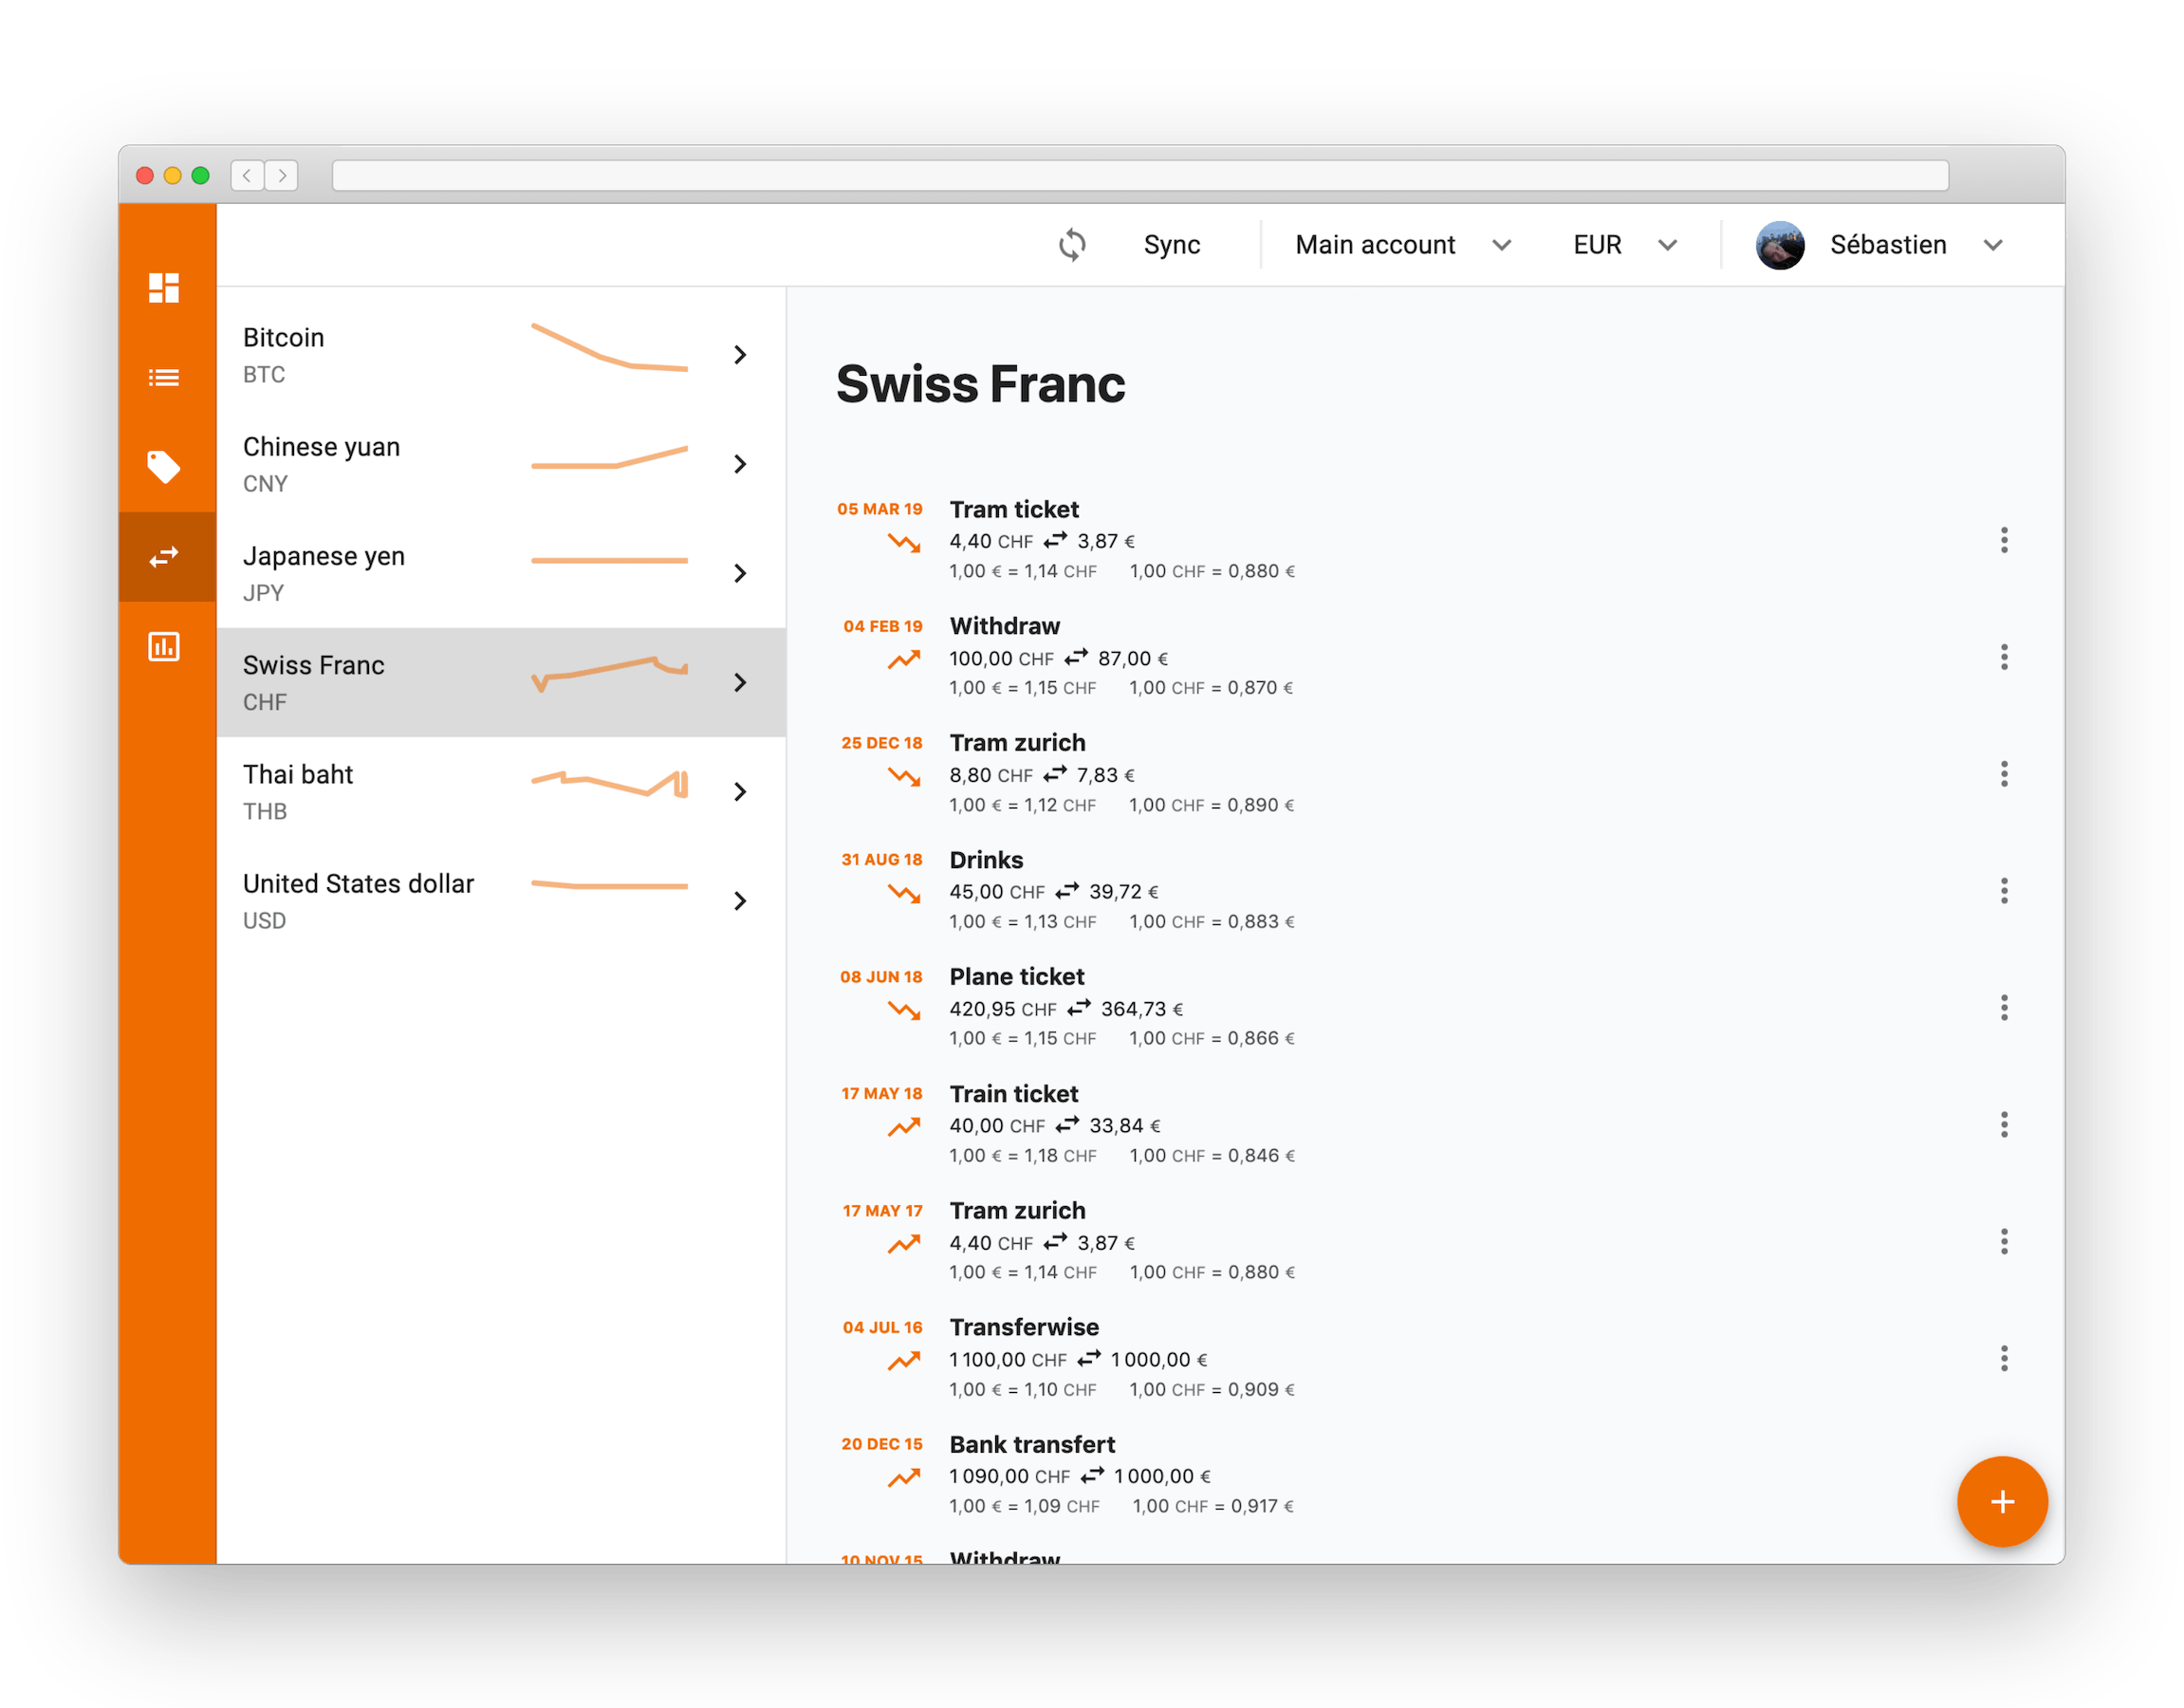 Sync
Main account
EUR
Sébastien
Bitcoin
BTC
Chinese yuan
CNY
Japanese yen
JPY
Swiss Franc
CHF
Thai baht
THB
United States dollar
USD
Swiss Franc
05 MAR 19 Tram ticket
4,40 CHF 3,87 €
1,00 € = 1,14 CHF 1,00 CHF = 0,880 €
04 FEB 19 Withdraw
100,00 CHF 87,00 €
1,00 € = 1,15 CHF 1,00 CHF = 0,870 €
25 DEC 18 Tram zurich
8,80 CHF 7,83 €
1,00 € = 1,12 CHF 1,00 CHF = 0,890 €
31 AUG 18 Drinks
45,00 CHF 39,72 €
1,00 € = 1,13 CHF 1,00 CHF = 0,883 €
08 JUN 18 Plane ticket
420,95 CHF 364,73 €
1,00 € = 1,15 CHF 1,00 CHF = 0,866 €
17 MAY 18 Train ticket
40,00 CHF 33,84 €
1,00 € = 1,18 CHF 1,00 CHF = 0,846 €
17 MAY 17 Tram zurich
4,40 CHF 3,87 €
1,00 € = 1,14 CHF 1,00 CHF = 0,880 €
04 JUL 16 Transferwise
1 100,00 CHF 1 000,00 €
1,00 € = 1,10 CHF 1,00 CHF = 0,909 €
20 DEC 15 Bank transfert
1 090,00 CHF 1 000,00 €
1,00 € = 1,09 CHF 1,00 CHF = 0,917 €
10 NOV 15 Withdraw